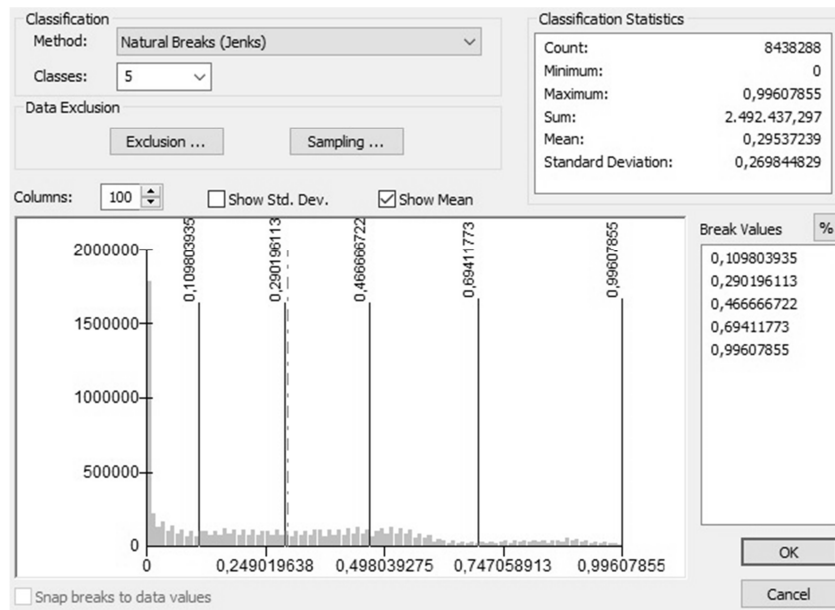 Classification
Method: Natural Breaks (Jenks)
Classes: 5
Data Exclusion
Exclusion ...
Sampling ...
Classification Statistics
Count: 8438288
Minimum: 0
Maximum: 0,99607855
Sum: 2.492.437,297
Mean: 0,29537239
Standard Deviation: 0,269844829
Columns: 100
Show Std. Dev.
Show Mean
0,109803935
0,290196113
0,466666722
0,69411773
0,99607855
2000000
1500000
1000000
500000
0
0 0,249019638 0,498039275 0,747058913 0,99607855
Break Values %
0,109803935
0,290196113
0,466666722
0,69411773
0,99607855
OK
Cancel
Snap breaks to data values